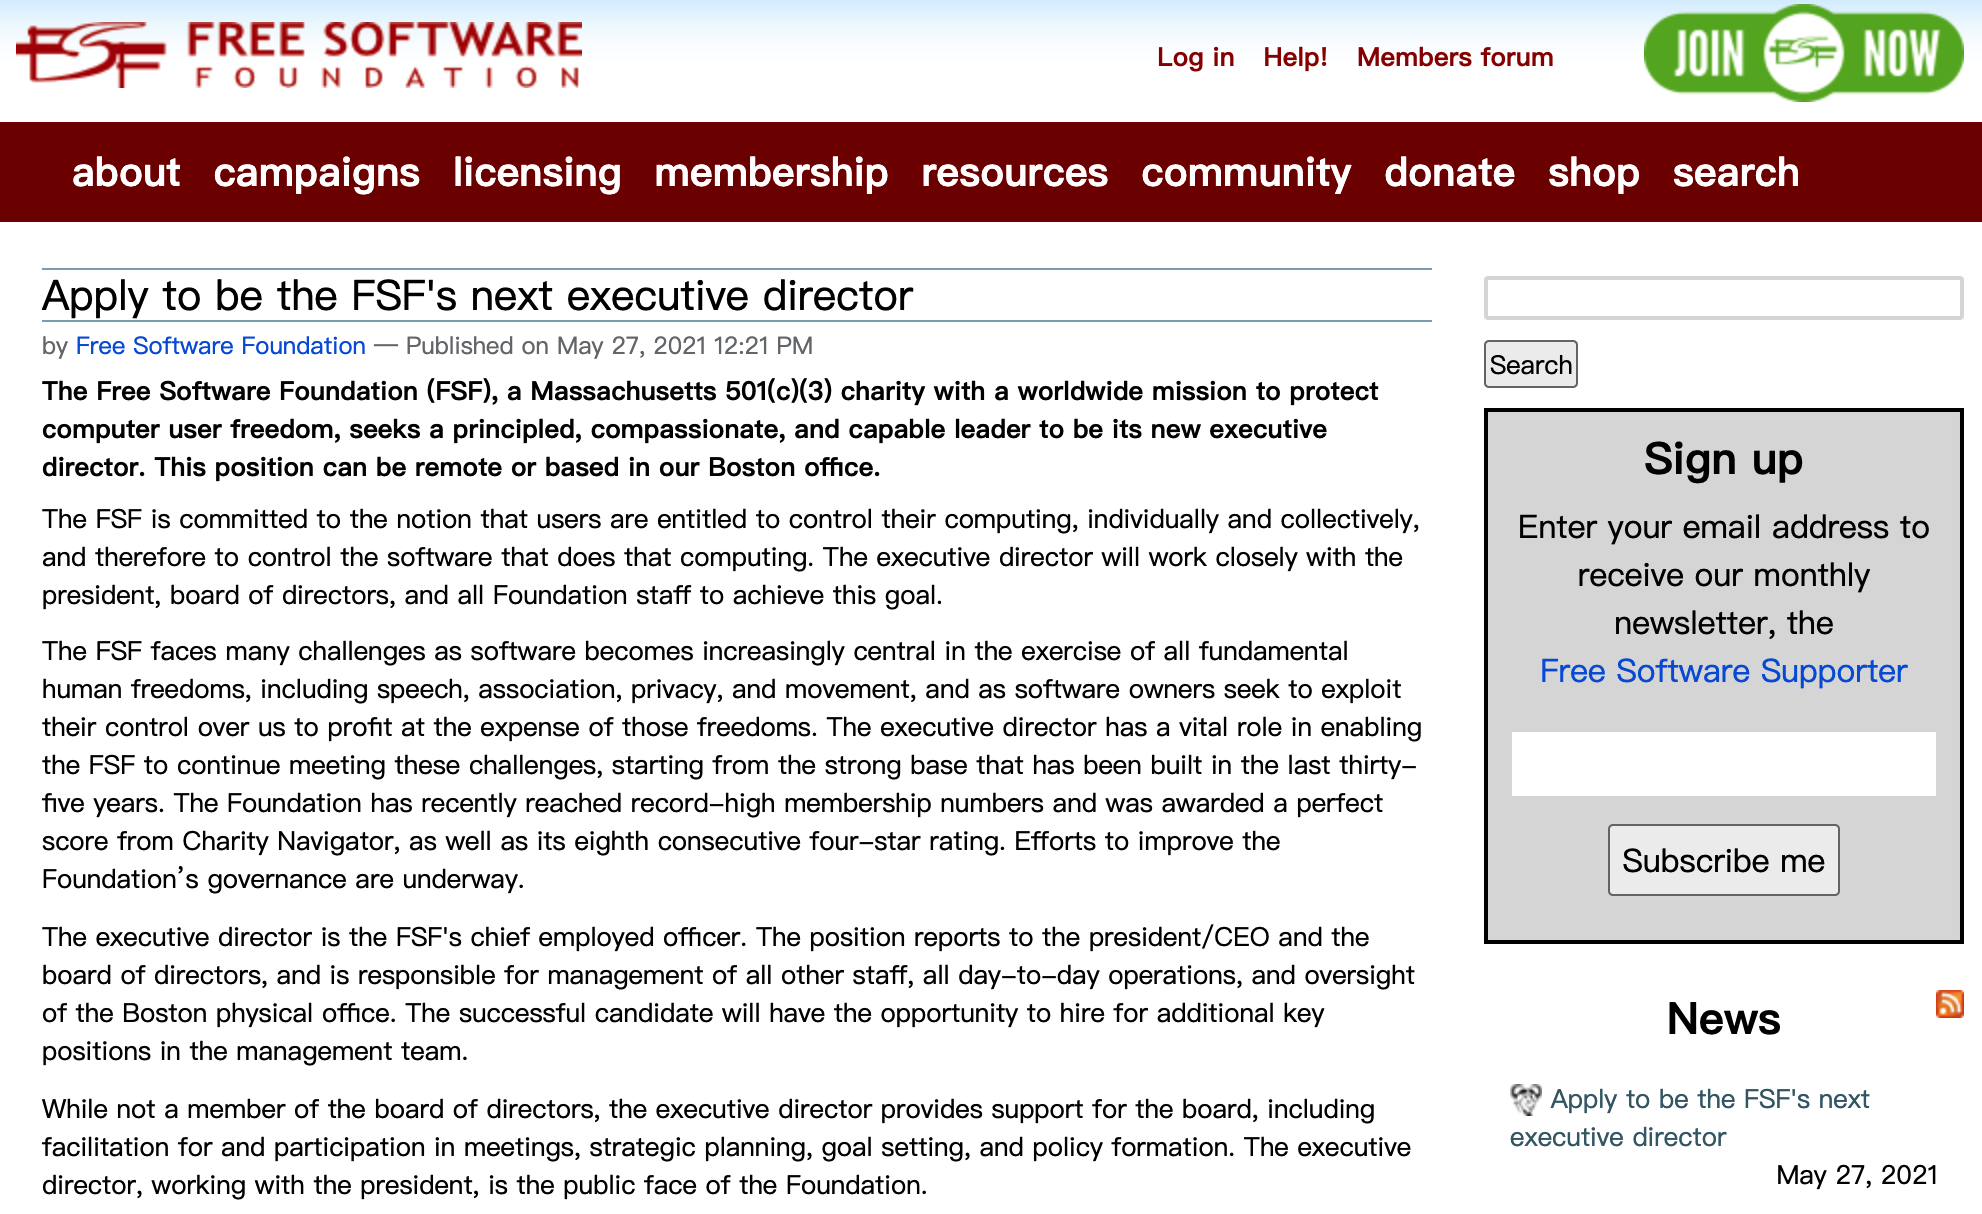 FREE SOFTWARE
FOUNDATION
Log in Help! Members forum
JOIN FSF NOW
about campaigns licensing membership resources community donate shop search
Apply to be the FSF's next executive director
by Free Software Foundation — Published on May 27, 2021 12:21 PM
The Free Software Foundation (FSF), a Massachusetts 501(c)(3) charity with a worldwide mission to protect
computer user freedom, seeks a principled, compassionate, and capable leader to be its new executive
director. This position can be remote or based in our Boston office.
The FSF is committed to the notion that users are entitled to control their computing, individually and collectively,
and therefore to control the software that does that computing. The executive director will work closely with the
president, board of directors, and all Foundation staff to achieve this goal.
The FSF faces many challenges as software becomes increasingly central in the exercise of all fundamental
human freedoms, including speech, association, privacy, and movement, and as software owners seek to exploit
their control over us to profit at the expense of those freedoms. The executive director has a vital role in enabling
the FSF to continue meeting these challenges, starting from the strong base that has been built in the last thirty-
five years. The Foundation has recently reached record-high membership numbers and was awarded a perfect
score from Charity Navigator, as well as its eighth consecutive four-star rating. Efforts to improve the
Foundation’s governance are underway.
The executive director is the FSF's chief employed officer. The position reports to the president/CEO and the
board of directors, and is responsible for management of all other staff, all day-to-day operations, and oversight
of the Boston physical office. The successful candidate will have the opportunity to hire for additional key
positions in the management team.
While not a member of the board of directors, the executive director provides support for the board, including
facilitation for and participation in meetings, strategic planning, goal setting, and policy formation. The executive
director, working with the president, is the public face of the Foundation.
Search
Sign up
Enter your email address to
receive our monthly
newsletter, the
Free Software Supporter
Subscribe me
News
Apply to be the FSF's next
executive director
May 27, 2021